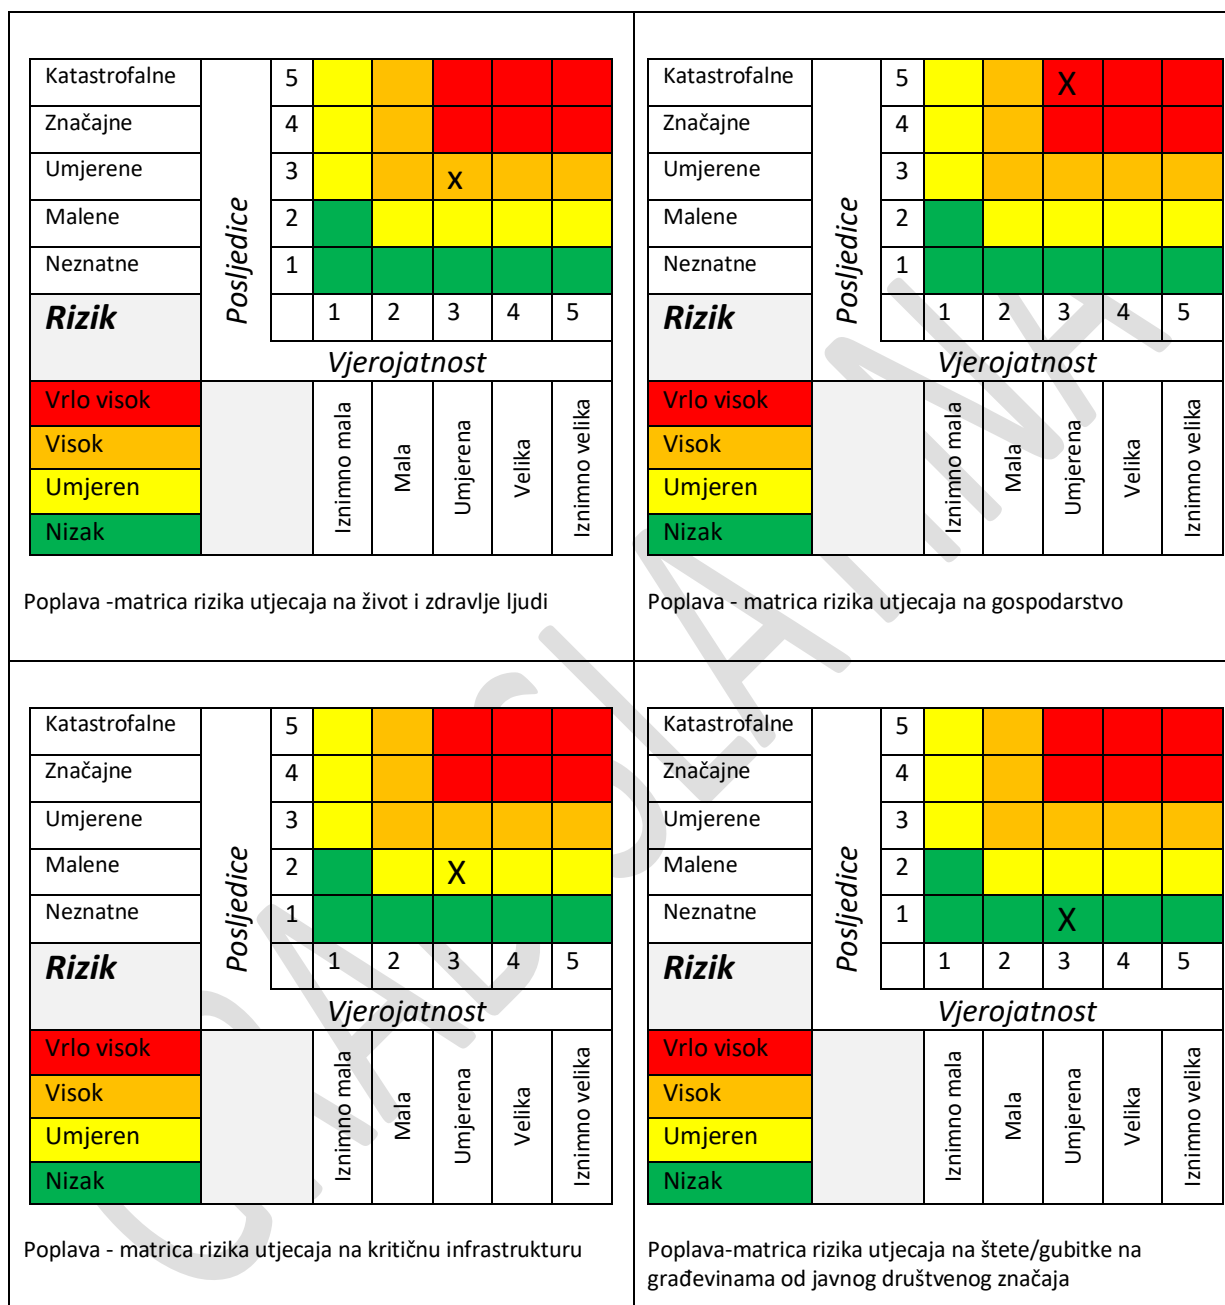 Katastrofalne 5
Značajne 4
Umjerene 3 x
Malene 2
Neznatne 1
Posljedice
Rizik 1 2 3 4 5
Vjerojatnost
Vrlo visok
Visok
Umjeren
Nizak
Iznimno mala
Mala
Umjerena
Velika
Iznimno velika
Poplava -matrica rizika utjecaja na život i zdravlje ljudi
Katastrofalne 5 X
Značajne 4
Umjerene 3
Malene 2
Neznatne 1
Posljedice
Rizik 1 2 3 4 5
Vjerojatnost
Vrlo visok
Visok
Umjeren
Nizak
Iznimno mala
Mala
Umjerena
Velika
Iznimno velika
Poplava - matrica rizika utjecaja na gospodarstvo
Katastrofalne 5
Značajne 4
Umjerene 3
Malene 2 X
Neznatne 1
Posljedice
Rizik 1 2 3 4 5
Vjerojatnost
Vrlo visok
Visok
Umjeren
Nizak
Iznimno mala
Mala
Umjerena
Velika
Iznimno velika
Poplava - matrica rizika utjecaja na kritičnu infrastrukturu
Katastrofalne 5
Značajne 4
Umjerene 3
Malene 2
Neznatne 1 X
Posljedice
Rizik 1 2 3 4 5
Vjerojatnost
Vrlo visok
Visok
Umjeren
Nizak
Iznimno mala
Mala
Umjerena
Velika
Iznimno velika
Poplava-matrica rizika utjecaja na štete/gubitke na
građevinama od javnog društvenog značaja